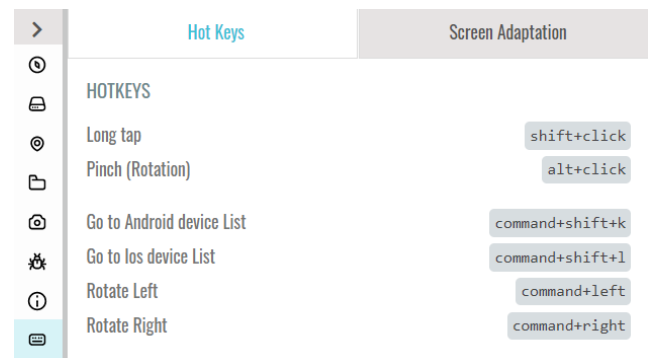 Hot Keys
Screen Adaptation
HOTKEYS
Long tap shift+click
Pinch (Rotation) alt+click
Go to Android device List command+shift+k
Go to Ios device List command+shift+l
Rotate Left command+left
Rotate Right command+right